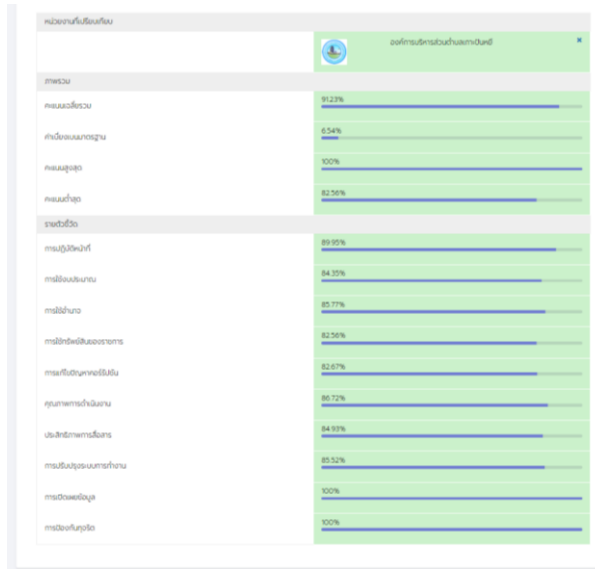 หน่วยงานที่เปรียบเทียบ
องค์การบริหารส่วนตำบลเกาะขันหมี ×
ภาพรวม
คะแนนเฉลี่ยรวม 91.23%
ค่าเบี่ยงเบนมาตรฐาน 6.54%
คะแนนสูงสุด 100%
คะแนนต่ำสุด 82.56%
รายตัวชี้วัด
การปฏิบัติหน้าที่ 89.95%
การใช้งบประมาณ 84.35%
การใช้อำนาจ 85.77%
การใช้ทรัพย์สินของราชการ 82.56%
การแก้ไขปัญหาคอร์รัปชัน 82.67%
คุณภาพการดำเนินงาน 86.72%
ประสิทธิภาพการสื่อสาร 84.93%
การปรับปรุงระบบการทำงาน 85.52%
การเปิดเผยข้อมูล 100%
การป้องกันทุจริต 100%